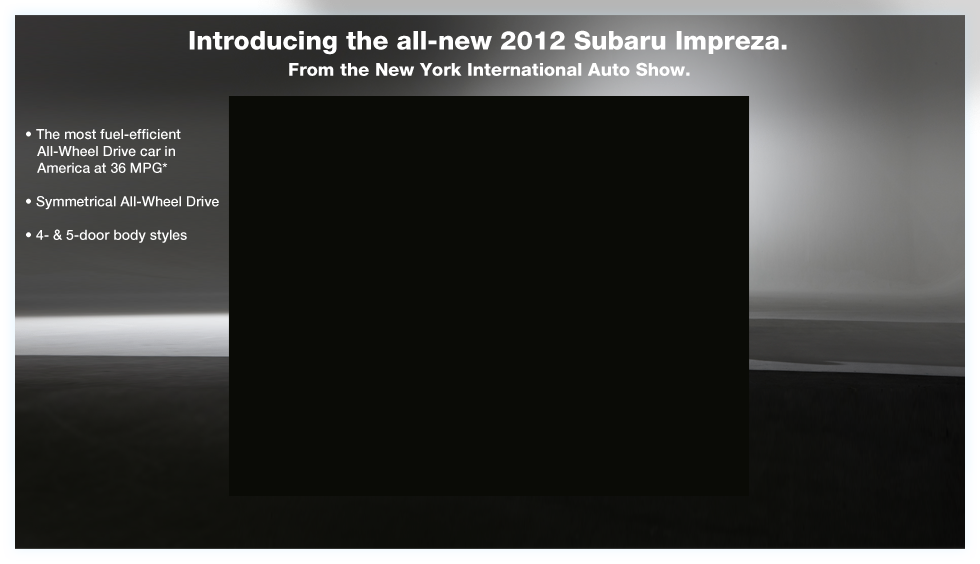 Introducing the all-new 2012 Subaru Impreza.
From the New York International Auto Show.
• The most fuel-efficient
All-Wheel Drive car in
America at 36 MPG*
• Symmetrical All-Wheel Drive
• 4- & 5-door body styles